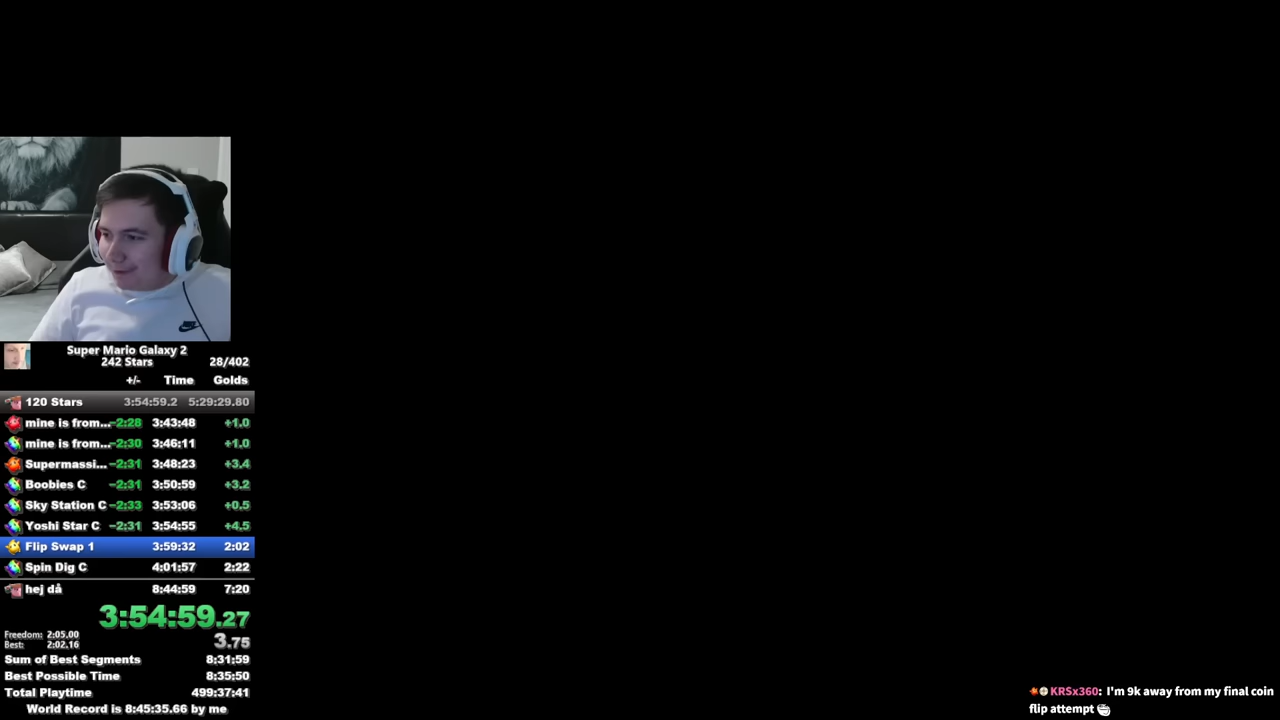 Super Mario Galaxy 2
242 Stars 28/402
+/- Time Golds
120 Stars 3:54:59.2 5:29:29.80
mine is from... -2:28 3:43:48 +1.0
mine is from... -2:30 3:46:11 +1.0
Supermassi... -2:31 3:48:23 +3.4
Boobies C -2:31 3:50:59 +3.2
Sky Station C -2:33 3:53:06 +0.5
Yoshi Star C -2:31 3:54:55 +4.5
Flip Swap 1 3:59:32 2:02
Spin Dig C 4:01:57 2:22
hej då 8:44:59 7:20
3:54:59.27
Freedom: 2:05.00
Best: 2:02.16
3.75
Sum of Best Segments 8:31:59
Best Possible Time 8:35:50
Total Playtime 499:37:41
World Record is 8:45:35.66 by me
KRSx360: I'm 9k away from my final coin
flip attempt